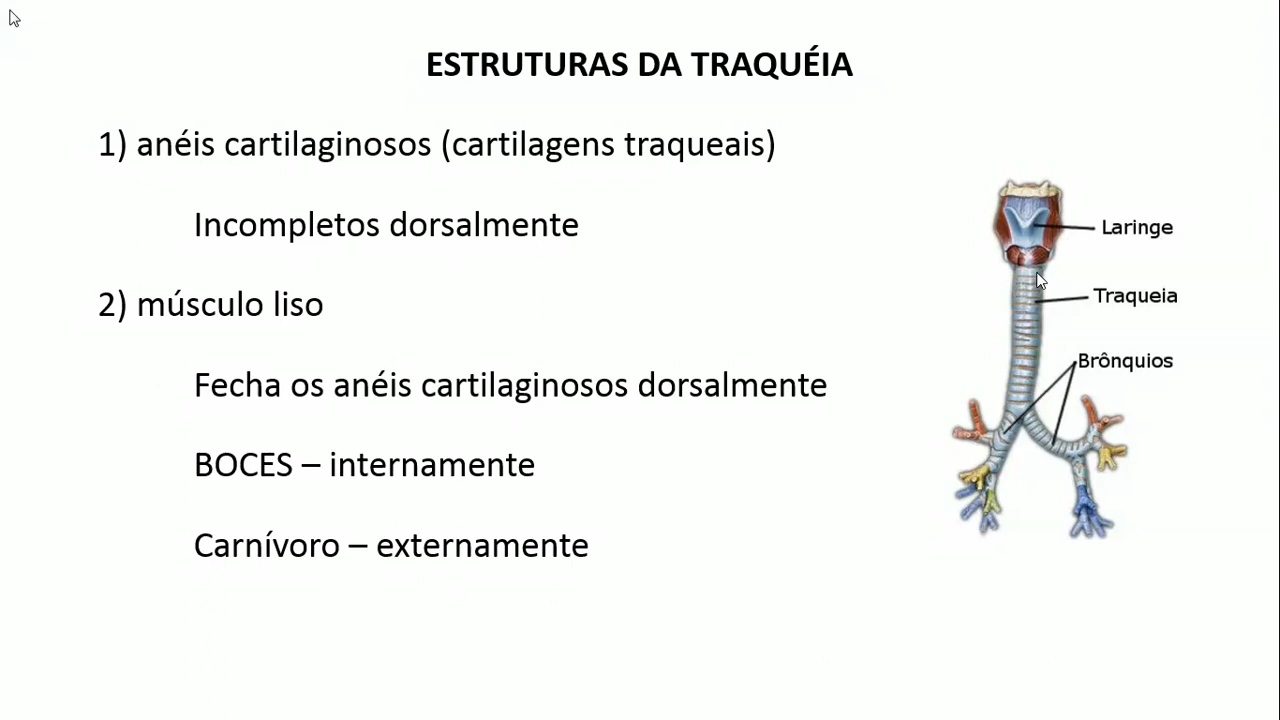 ESTRUTURAS DA TRAQUÉIA
1) anéis cartilaginosos (cartilagens traqueais)
Incompletos dorsalmente
2) músculo liso
Fecha os anéis cartilaginosos dorsalmente
BOCES – internamente
Carnívoro – externamente
Laringe
Traqueia
Brônquios